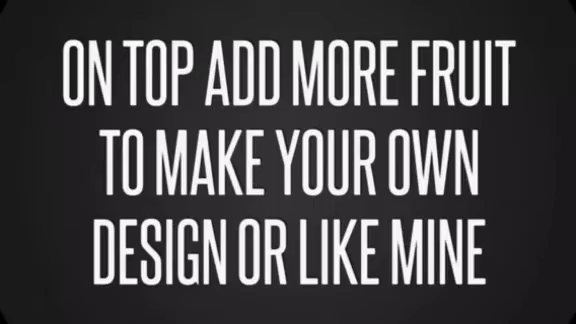 ON TOP ADD MORE FRUIT
TO MAKE YOUR OWN
DESIGN OR LIKE MINE